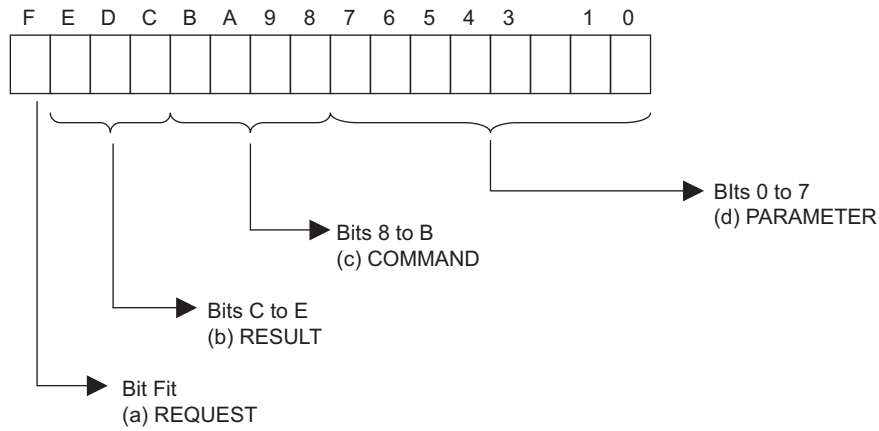 F E D C B A 9 8 7 6 5 4 3 1 0
BIts 0 to 7
(d) PARAMETER
Bits 8 to B
(c) COMMAND
Bits C to E
(b) RESULT
Bit Fit
(a) REQUEST